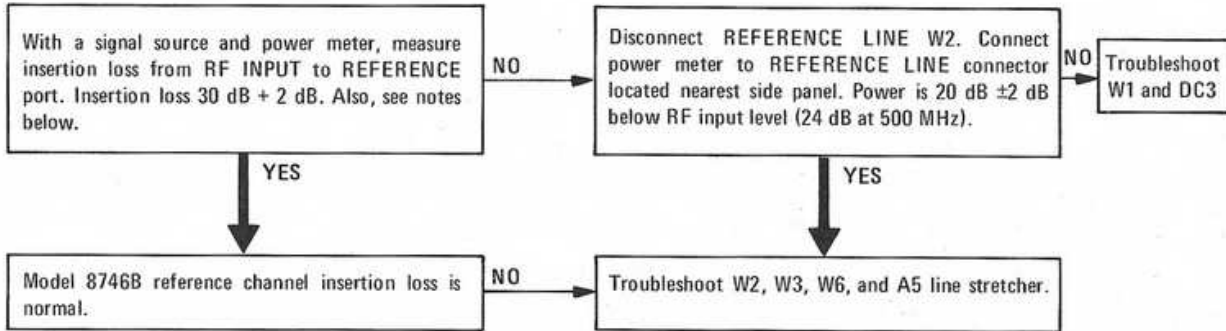 With a signal source and power meter, measure
insertion loss from RF INPUT to REFERENCE
port. Insertion loss 30 dB + 2 dB. Also, see notes
below.
NO
Disconnect REFERENCE LINE W2. Connect
power meter to REFERENCE LINE connector
located nearest side panel. Power is 20 dB ±2 dB
below RF input level (24 dB at 500 MHz).
NO
Troubleshoot
W1 and DC3
YES
YES
Model 8746B reference channel insertion loss is
normal.
NO
Troubleshoot W2, W3, W6, and A5 line stretcher.